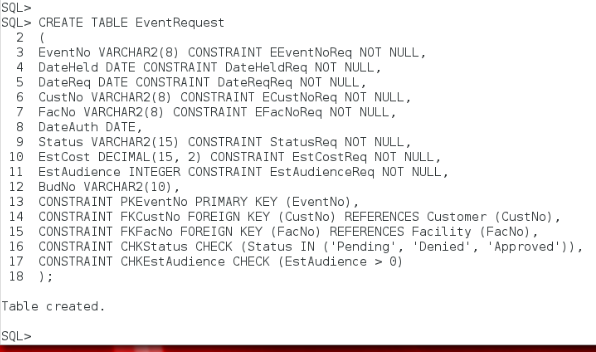 SQL>
SQL> CREATE TABLE EventRequest
2 (
3 EventNo VARCHAR2(8) CONSTRAINT EEventNoReq NOT NULL,
4 DateHeld DATE CONSTRAINT DateHeldReq NOT NULL,
5 DateReq DATE CONSTRAINT DateReqReq NOT NULL,
6 CustNo VARCHAR2(8) CONSTRAINT ECustNoReq NOT NULL,
7 FacNo VARCHAR2(8) CONSTRAINT EFacNoReq NOT NULL,
8 DateAuth DATE,
9 Status VARCHAR2(15) CONSTRAINT StatusReq NOT NULL,
10 EstCost DECIMAL(15, 2) CONSTRAINT EstCostReq NOT NULL,
11 EstAudience INTEGER CONSTRAINT EstAudienceReq NOT NULL,
12 BudNo VARCHAR2(10),
13 CONSTRAINT PKEventNo PRIMARY KEY (EventNo),
14 CONSTRAINT FKCustNo FOREIGN KEY (CustNo) REFERENCES Customer (CustNo),
15 CONSTRAINT FKFacNo FOREIGN KEY (FacNo) REFERENCES Facility (FacNo),
16 CONSTRAINT CHKStatus CHECK (Status IN ('Pending', 'Denied', 'Approved')),
17 CONSTRAINT CHKEstAudience CHECK (EstAudience > 0)
18 );
Table created.
SQL>